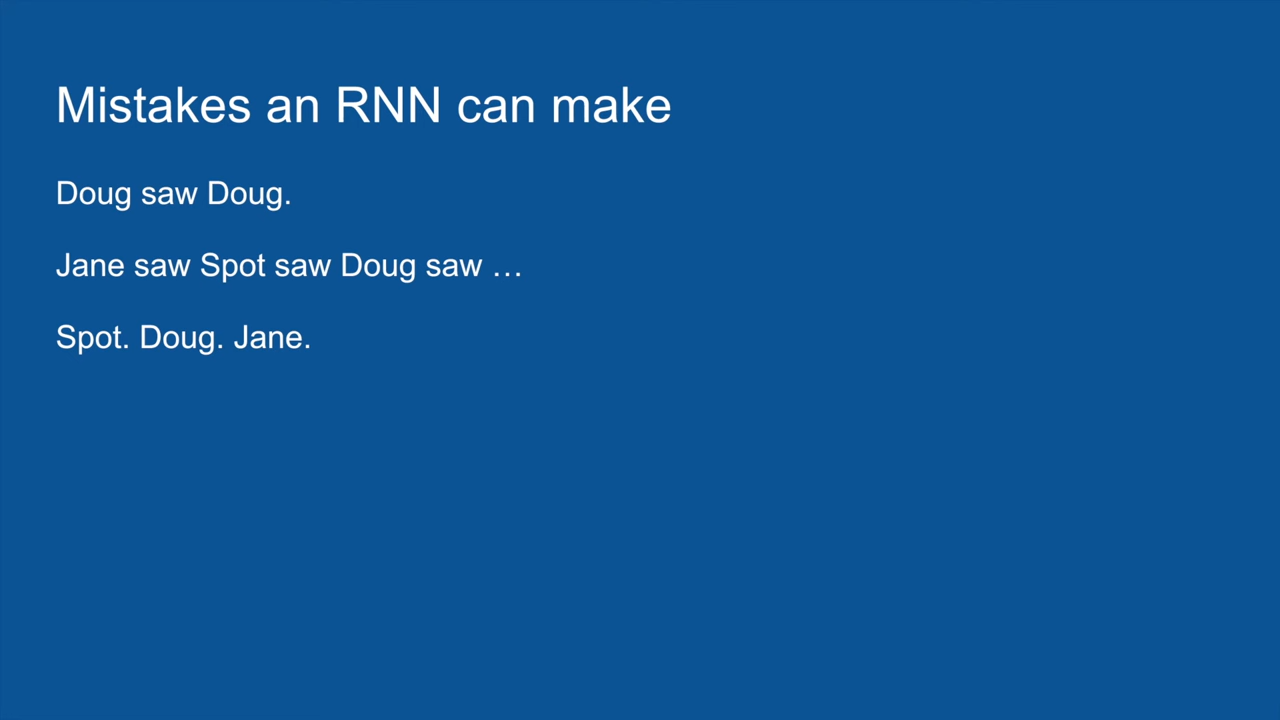 Mistakes an RNN can make
Doug saw Doug.
Jane saw Spot saw Doug saw …
Spot. Doug. Jane.